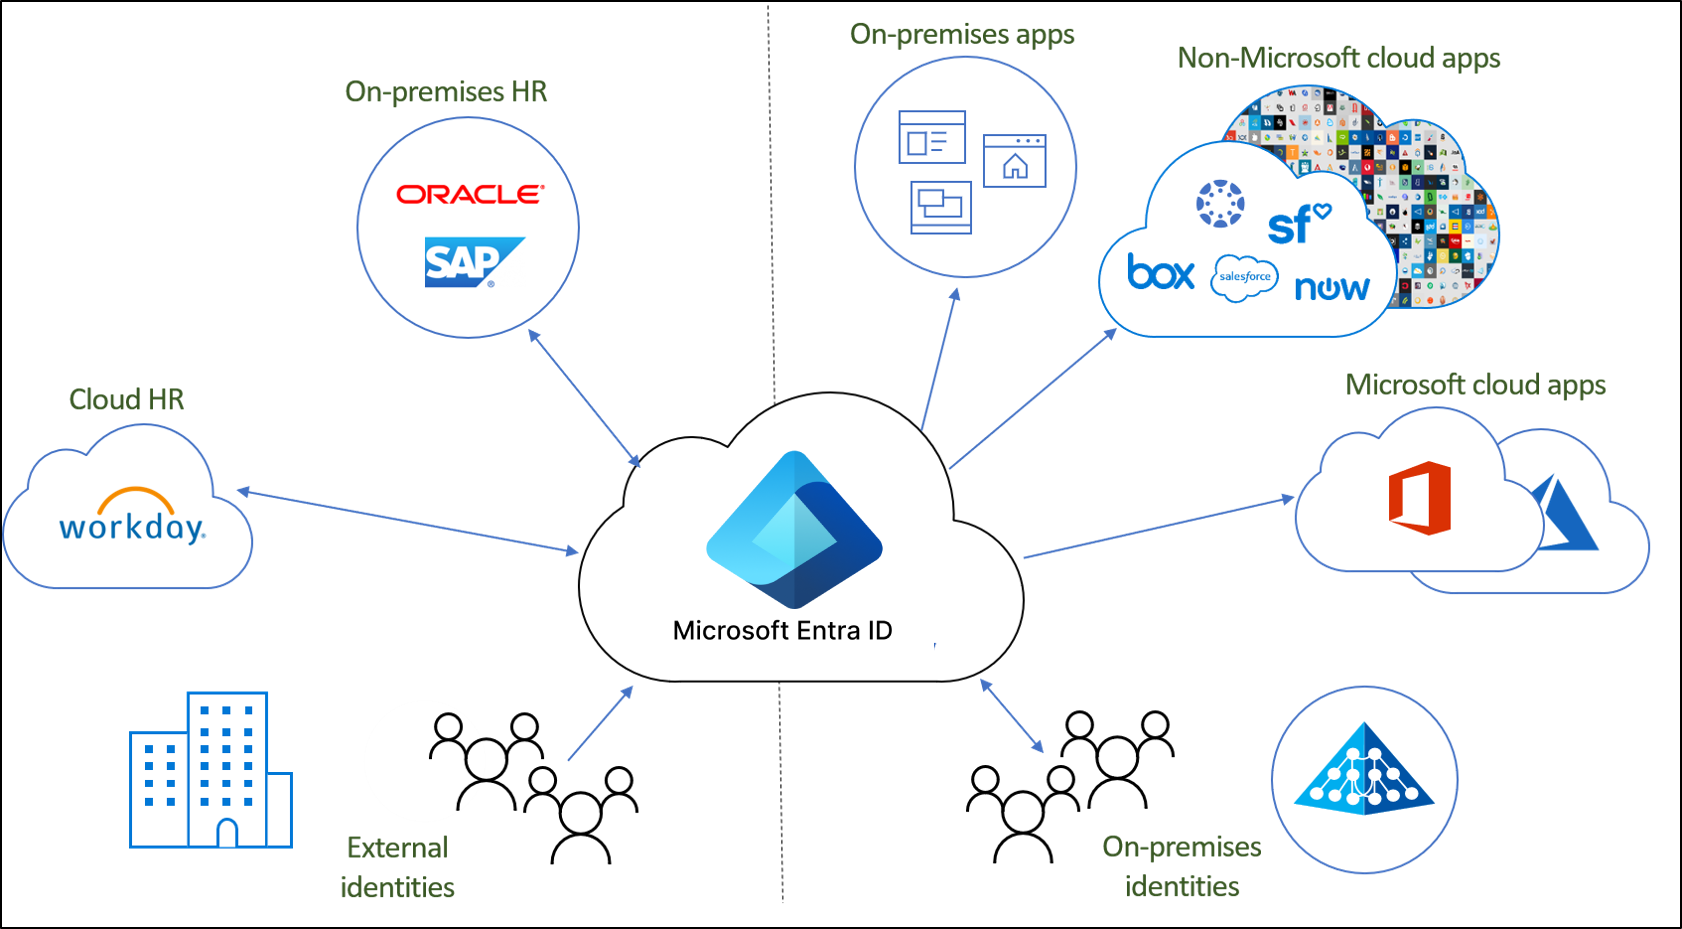 On-premises apps
Non-Microsoft cloud apps
On-premises HR
ORACLE®
SAP®
sf
box
salesforce
now
Cloud HR
workday®
Microsoft cloud apps
Microsoft Entra ID
External
identities
On-premises
identities